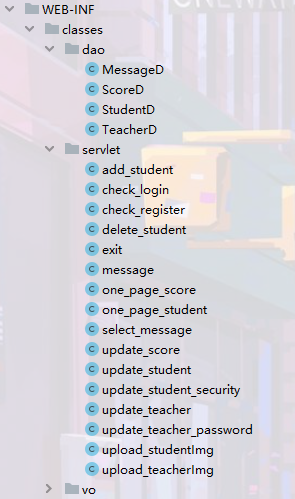 WEB-INF
classes
dao
MessageD
ScoreD
StudentD
TeacherD
servlet
add_student
check_login
check_register
delete_student
exit
message
one_page_score
one_page_student
select_message
update_score
update_student
update_student_security
update_teacher
update_teacher_password
upload_studentImg
upload_teacherImg
vo